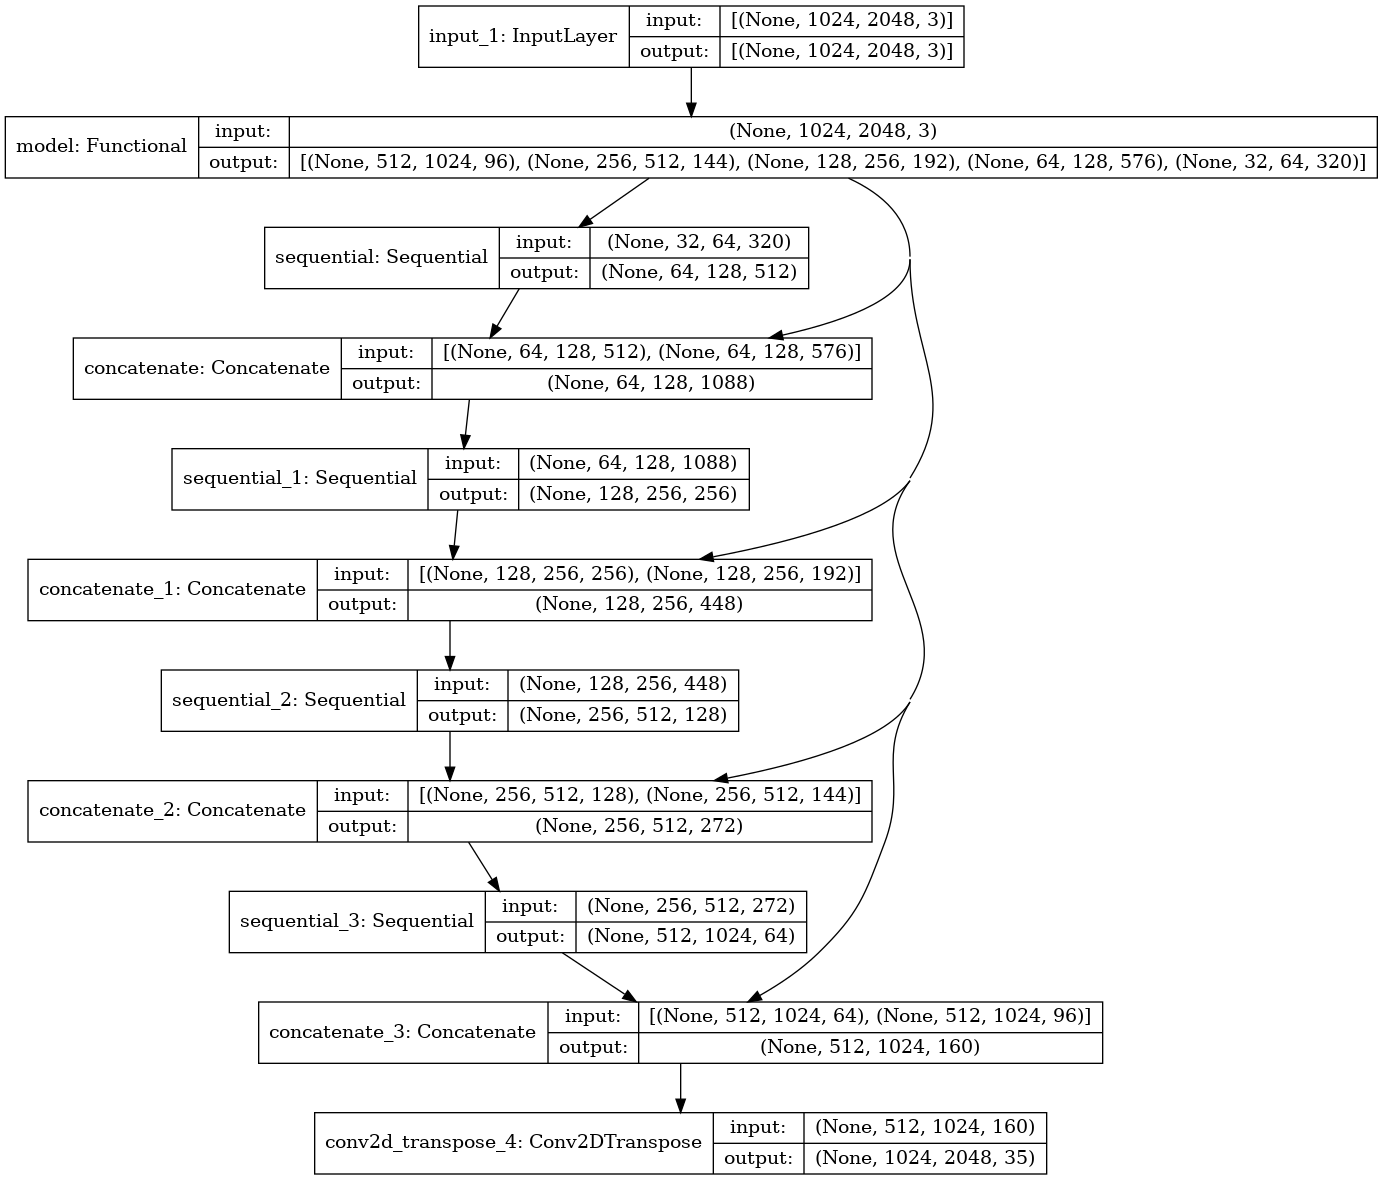 input_1: InputLayer
input: [(None, 1024, 2048, 3)]
output: [(None, 1024, 2048, 3)]
model: Functional
input: (None, 1024, 2048, 3)
output: [(None, 512, 1024, 96), (None, 256, 512, 144), (None, 128, 256, 192), (None, 64, 128, 576), (None, 32, 64, 320)]
sequential: Sequential
input: (None, 32, 64, 320)
output: (None, 64, 128, 512)
concatenate: Concatenate
input: [(None, 64, 128, 512), (None, 64, 128, 576)]
output: (None, 64, 128, 1088)
sequential_1: Sequential
input: (None, 64, 128, 1088)
output: (None, 128, 256, 256)
concatenate_1: Concatenate
input: [(None, 128, 256, 256), (None, 128, 256, 192)]
output: (None, 128, 256, 448)
sequential_2: Sequential
input: (None, 128, 256, 448)
output: (None, 256, 512, 128)
concatenate_2: Concatenate
input: [(None, 256, 512, 128), (None, 256, 512, 144)]
output: (None, 256, 512, 272)
sequential_3: Sequential
input: (None, 256, 512, 272)
output: (None, 512, 1024, 64)
concatenate_3: Concatenate
input: [(None, 512, 1024, 64), (None, 512, 1024, 96)]
output: (None, 512, 1024, 160)
conv2d_transpose_4: Conv2DTranspose
input: (None, 512, 1024, 160)
output: (None, 1024, 2048, 35)